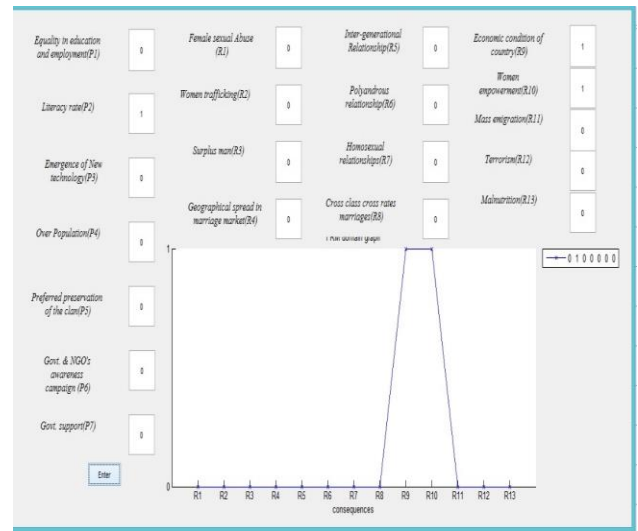 Equality in education
and employment(P1)
0
Literacy rate(P2)
1
Emergence of New
technology(P3)
0
Over Population(P4)
0
Preferred preservation
of the clan(P5)
0
Govt. & NGO's
awareness
campaign (P6)
0
Govt. support(P7)
0
Enter
Female sexual Abuse
(R1)
0
Women trafficking(R2)
0
Surplus man(R3)
0
Geographical spread in
marriage market(R4)
0
Inter-generational
Relationship(R5)
0
Polyandrous
relationship(R6)
0
Homosexual
relationships(R7)
0
Cross class cross rates
marriages(R8)
0
Economic condition of
country(R9)
1
Women
empowerment(R10)
1
Mass emigration(R11)
0
Terrorism(R12)
0
Malnutrition(R13)
0
domain graph
1
0
0 1 0 0 0 0 0
R1 R2 R3 R4 R5 R6 R7 R8 R9 R10 R11 R12 R13
consequences